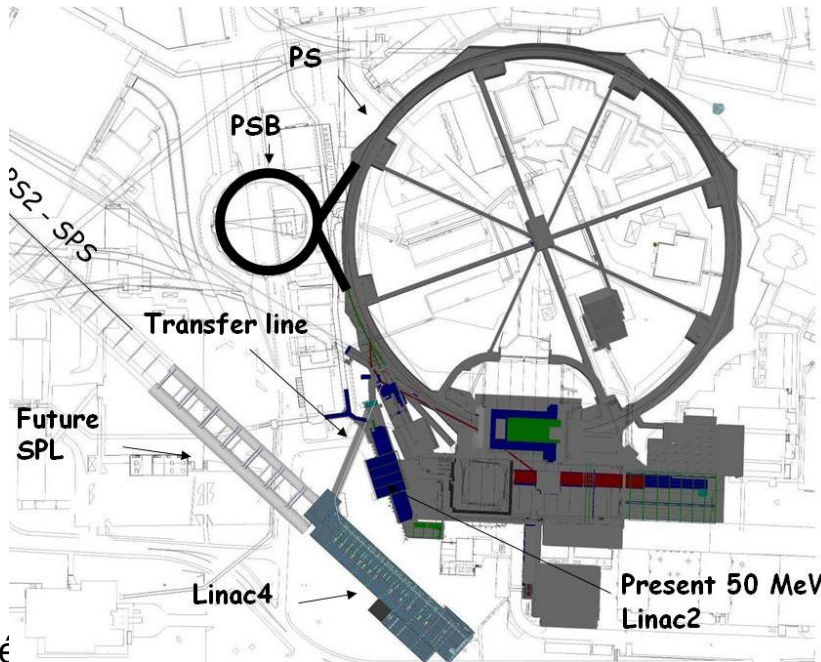 PS
PSB
PS2 - SPS
Transfer line
Future
SPL
Linac4
Present 50 MeV
Linac2
é